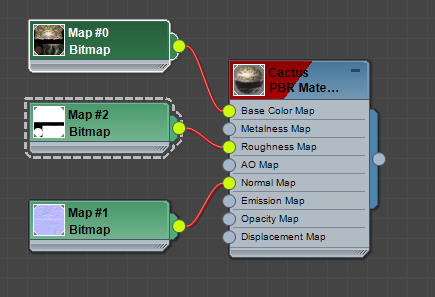 Map #0
Bitmap
Map #2
Bitmap
Map #1
Bitmap
Cactus
PBR Mate...
Base Color Map
Metalness Map
Roughness Map
AO Map
Normal Map
Emission Map
Opacity Map
Displacement Map